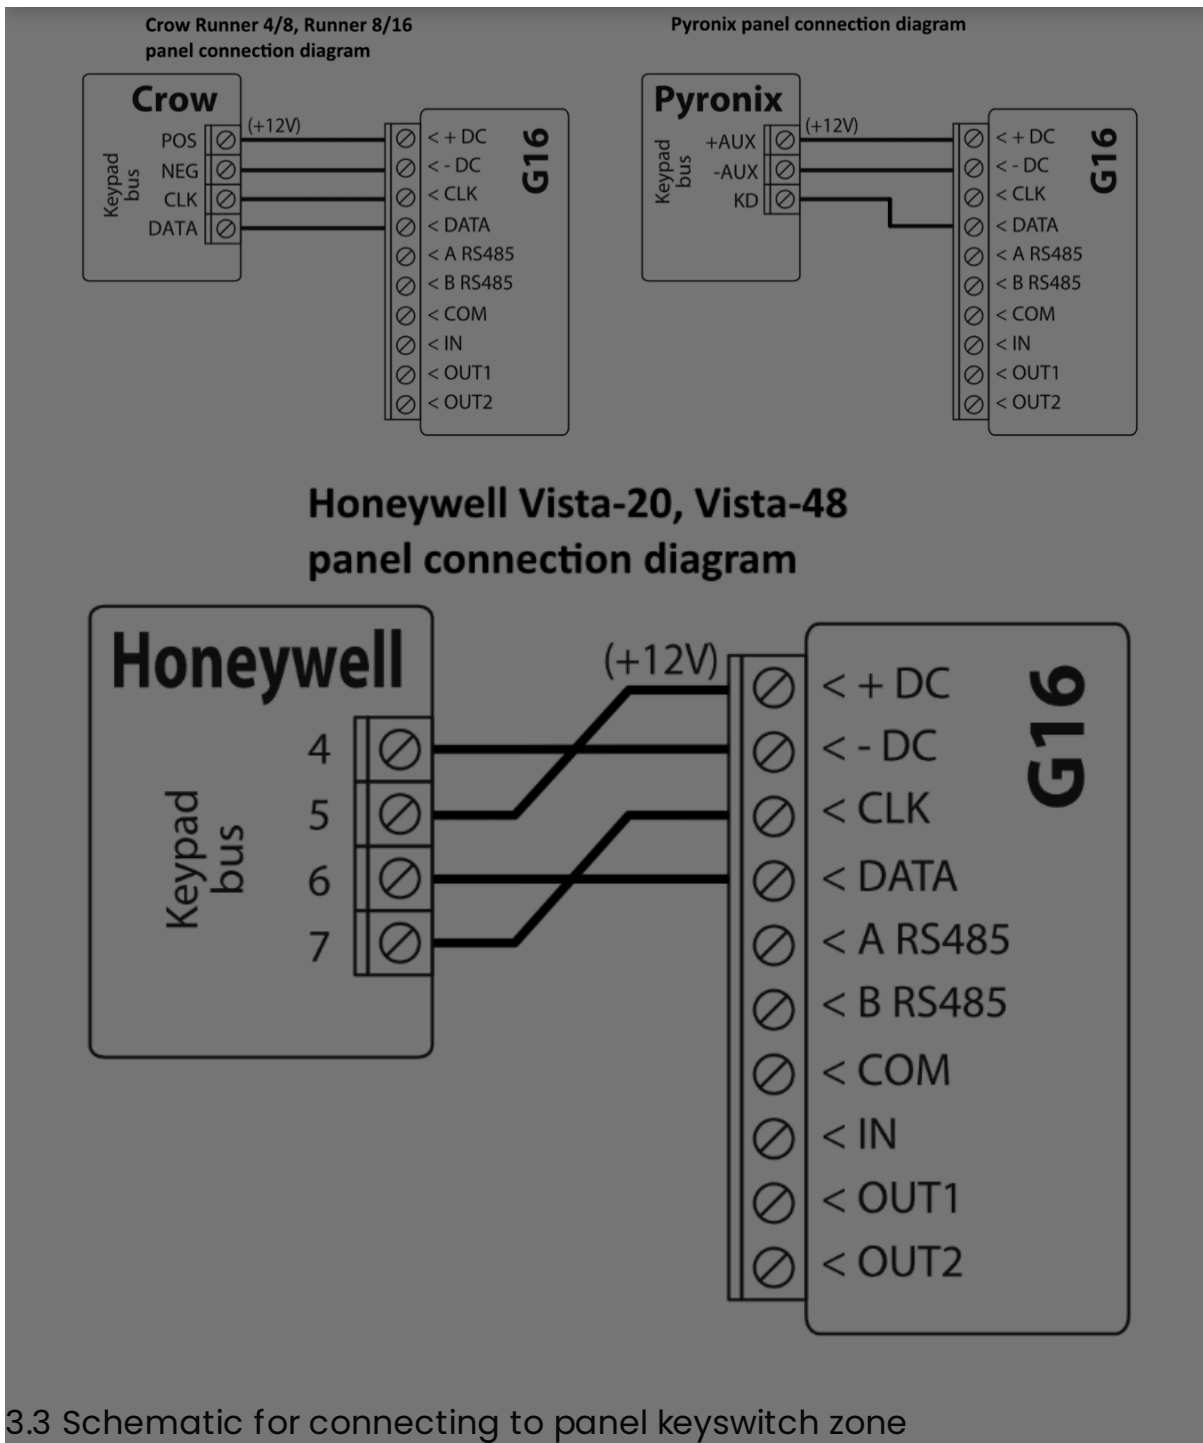 Crow Runner 4/8, Runner 8/16
panel connection diagram
Crow
Keypad
bus
POS
NEG
CLK
DATA
(+12V)
< + DC
< - DC
< CLK
< DATA
< A RS485
< B RS485
< COM
< IN
< OUT1
< OUT2
G16
Pyronix panel connection diagram
Pyronix
Keypad
bus
+AUX
-AUX
KD
(+12V)
< + DC
< - DC
< CLK
< DATA
< A RS485
< B RS485
< COM
< IN
< OUT1
< OUT2
G16
Honeywell Vista-20, Vista-48
panel connection diagram
Honeywell
Keypad
bus
4
5
6
7
(+12V)
< + DC
< - DC
< CLK
< DATA
< A RS485
< B RS485
< COM
< IN
< OUT1
< OUT2
G16
3.3 Schematic for connecting to panel keyswitch zone